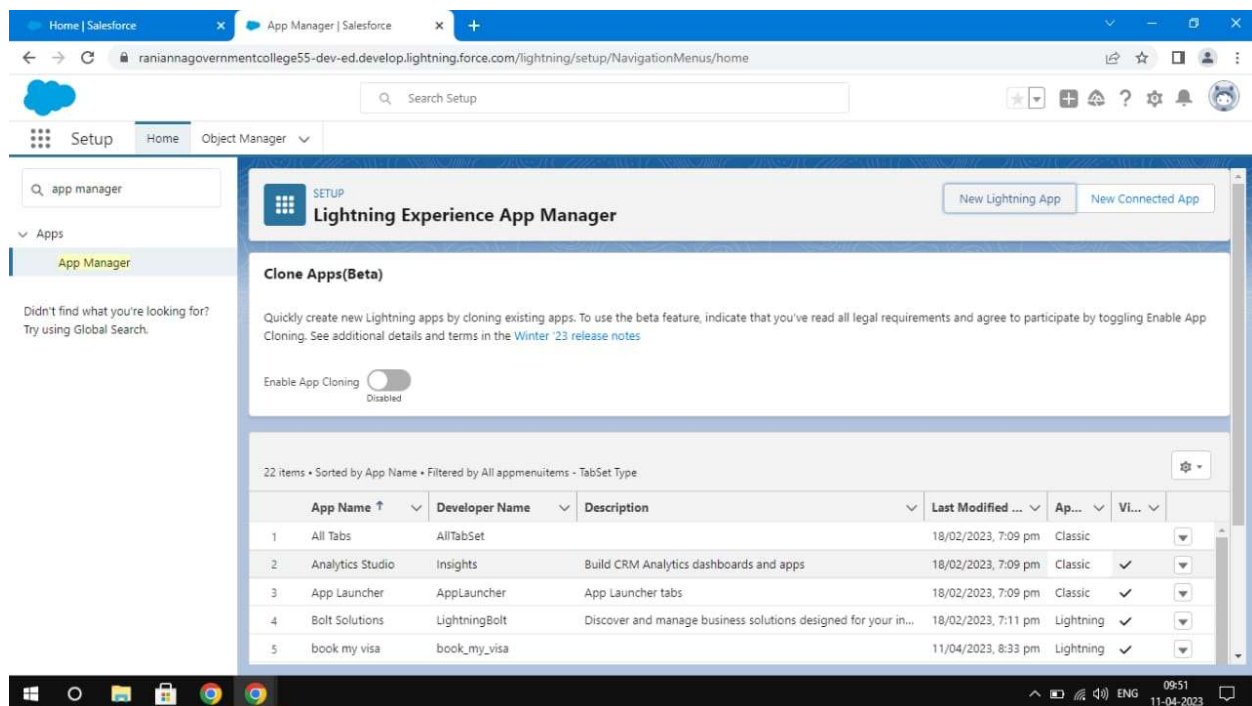 Home | Salesforce
App Manager | Salesforce
raniannagovernmentcollege55-dev-ed.develop.lightning.force.com/lightning/setup/NavigationMenus/home
Search Setup
Setup Home Object Manager
app manager
Apps
App Manager
Didn't find what you're looking for?
Try using Global Search.
SETUP
Lightning Experience App Manager
New Lightning App New Connected App
Clone Apps(Beta)
Quickly create new Lightning apps by cloning existing apps. To use the beta feature, indicate that you've read all legal requirements and agree to participate by toggling Enable App
Cloning. See additional details and terms in the Winter '23 release notes
Enable App Cloning
Disabled
22 items • Sorted by App Name • Filtered by All appmenuitems - TabSet Type
App Name Developer Name Description Last Modified ... Ap... Vi...
1 All Tabs AllTabSet 18/02/2023, 7:09 pm Classic
2 Analytics Studio Insights Build CRM Analytics dashboards and apps 18/02/2023, 7:09 pm Classic
3 App Launcher AppLauncher App Launcher tabs 18/02/2023, 7:09 pm Classic
4 Bolt Solutions LightningBolt Discover and manage business solutions designed for your in... 18/02/2023, 7:11 pm Lightning
5 book my visa book_my_visa 11/04/2023, 8:33 pm Lightning
ENG
09:51
11-04-2023